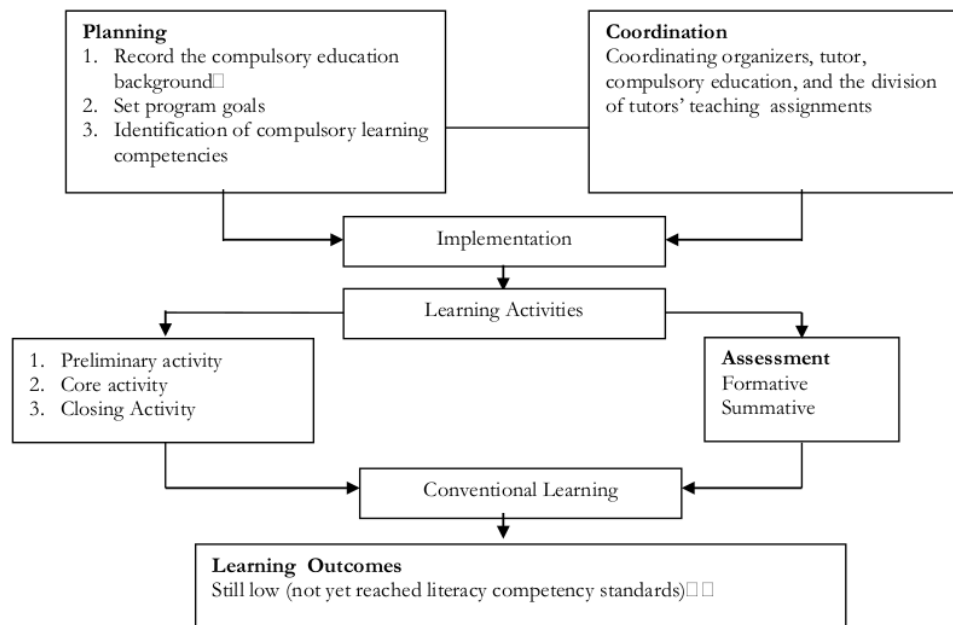 Planning
1. Record the compulsory education
background□
2. Set program goals
3. Identification of compulsory learning
competencies
Coordination
Coordinating organizers, tutor,
compulsory education, and the division
of tutors’ teaching assignments
Implementation
Learning Activities
1. Preliminary activity
2. Core activity
3. Closing Activity
Assessment
Formative
Summative
Conventional Learning
Learning Outcomes
Still low (not yet reached literacy competency standards)□□